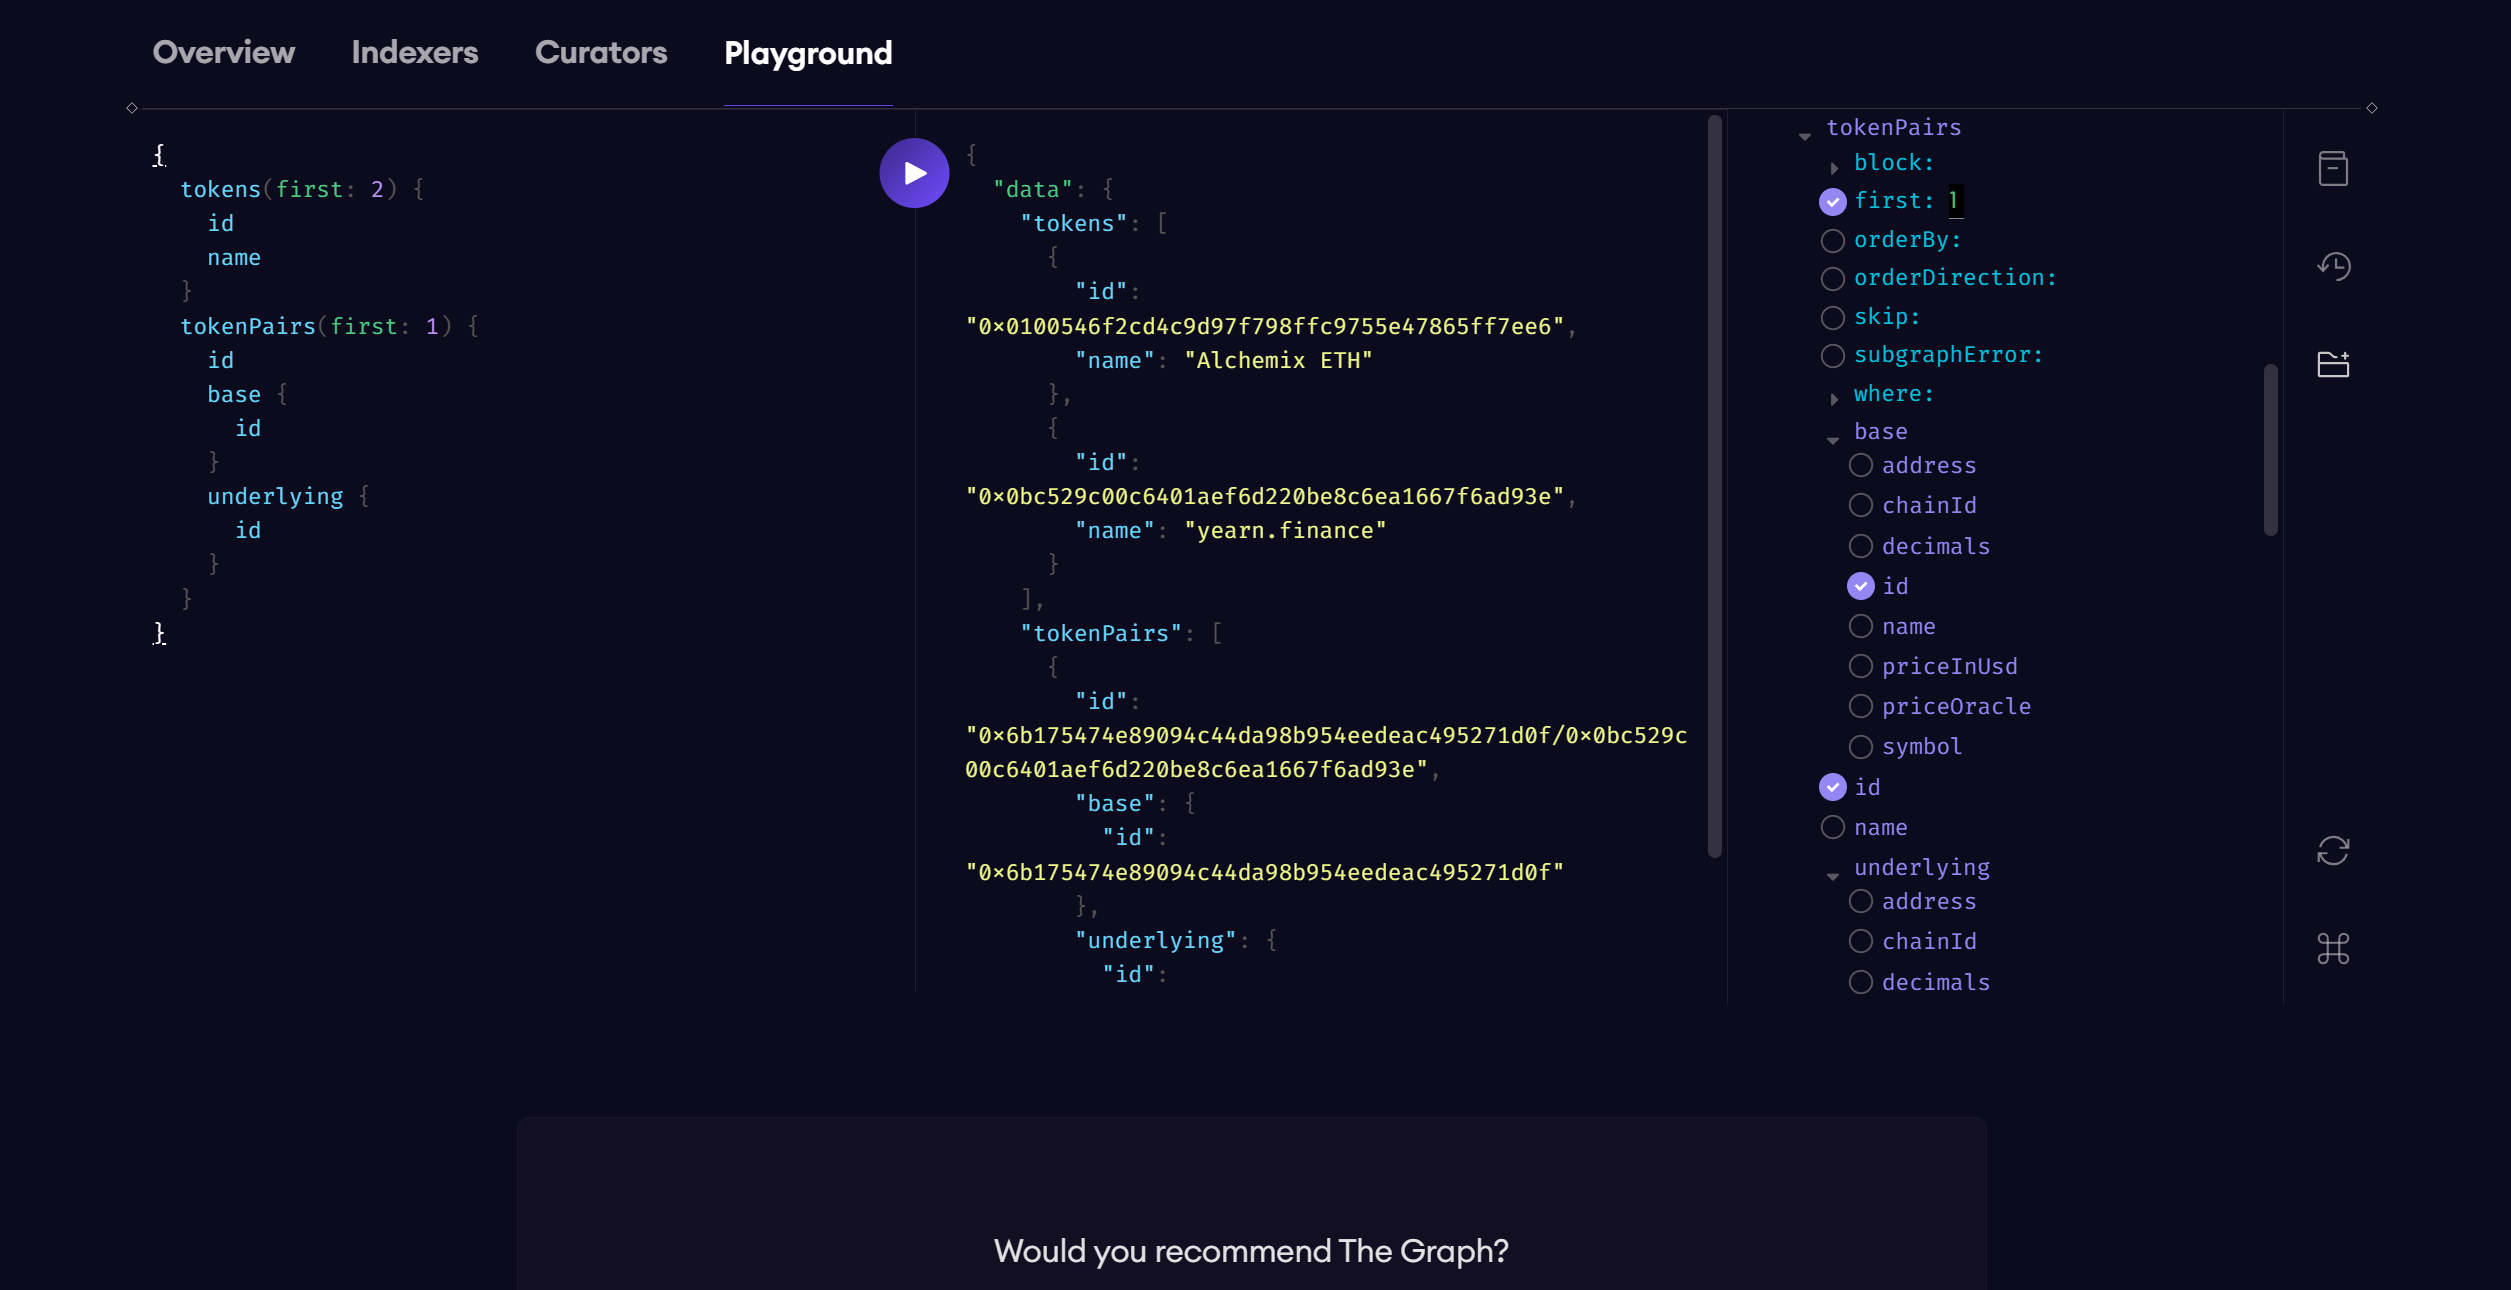 Overview Indexers Curators Playground
{
  tokens(first: 2) {
    id
    name
  }
  tokenPairs(first: 1) {
    id
    base {
      id
    }
    underlying {
      id
    }
  }
}
{
  "data": {
    "tokens": [
      {
        "id":
"0x0100546f2cd4c9d97f798ffc9755e47865ff7ee6",
        "name": "Alchemix ETH"
      },
      {
        "id":
"0x0bc529c00c6401aef6d220be8c6ea1667f6ad93e",
        "name": "yearn.finance"
      }
    ],
    "tokenPairs": [
      {
        "id":
"0x6b175474e89094c44da98b954eedeac495271d0f/0x0bc529c
00c6401aef6d220be8c6ea1667f6ad93e",
        "base": {
          "id":
"0x6b175474e89094c44da98b954eedeac495271d0f"
        },
        "underlying": {
          "id":
tokenPairs
block:
first: 1
orderBy:
orderDirection:
skip:
subgraphError:
where:
base
address
chainId
decimals
id
name
priceInUsd
priceOracle
symbol
id
name
underlying
address
chainId
decimals
Would you recommend The Graph?